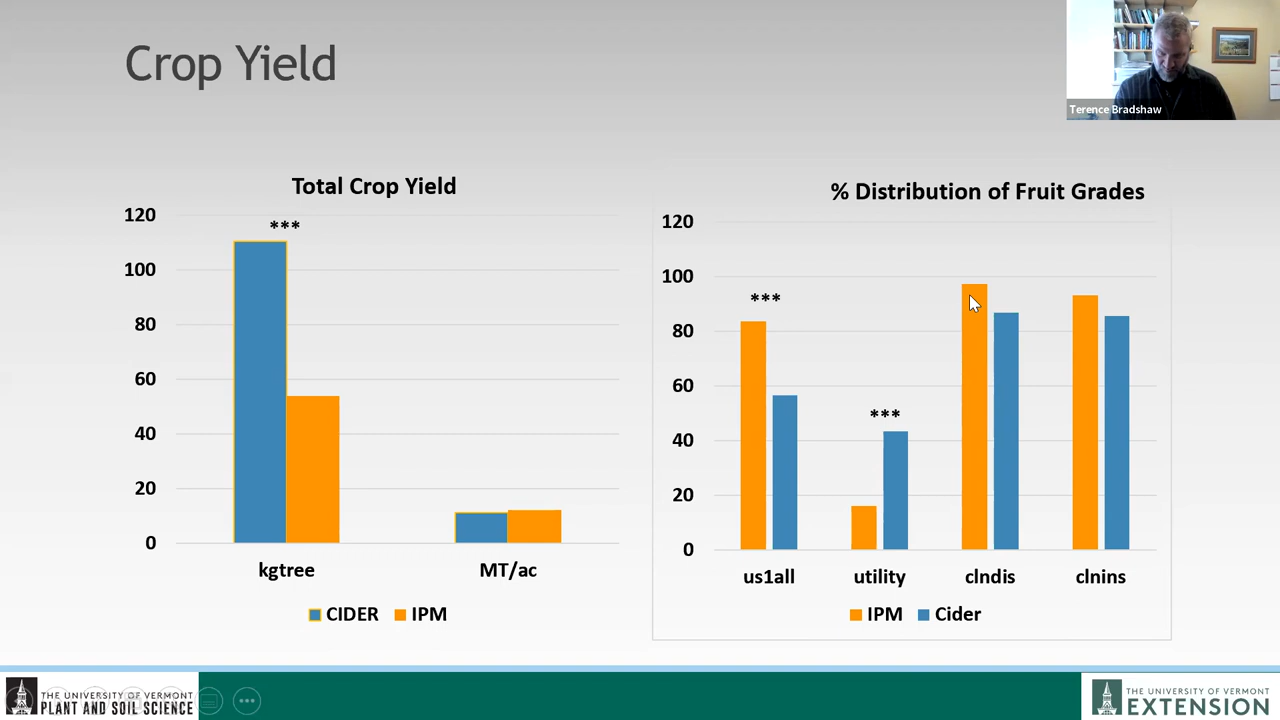 Crop Yield
Terence Bradshaw
Total Crop Yield
120
100
80
60
40
20
0
***
kgtree
MT/ac
CIDER
IPM
% Distribution of Fruit Grades
120
100
80
60
40
20
0
***
***
us1all
utility
clndis
clnins
IPM
Cider
THE UNIVERSITY OF VERMONT
PLANT AND SOIL SCIENCE
THE UNIVERSITY OF VERMONT
EXTENSION